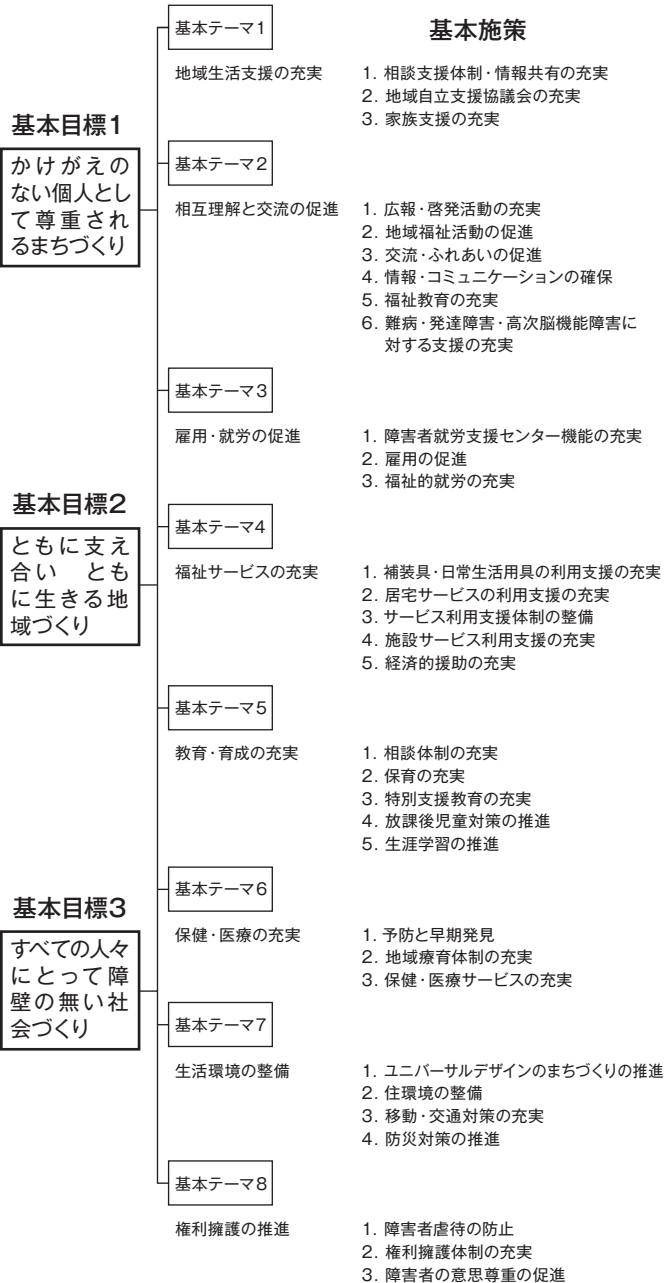 基本施策
基本目標1
かけがえの
ない個人とし
て尊重され
るまちづくり
基本テーマ1
地域生活支援の充実
1. 相談支援体制・情報共有の充実
2. 地域自立支援協議会の充実
3. 家族支援の充実
基本テーマ2
相互理解と交流の促進
1. 広報・啓発活動の充実
2. 地域福祉活動の促進
3. 交流・ふれあいの促進
4. 情報・コミュニケーションの確保
5. 福祉教育の充実
6. 難病・発達障害・高次脳機能障害に
対する支援の充実
基本目標2
ともに支え
合い　とも
に生きる地
域づくり
基本テーマ3
雇用・就労の促進
1. 障害者就労支援センター機能の充実
2. 雇用の促進
3. 福祉的就労の充実
基本テーマ4
福祉サービスの充実
1. 補装具・日常生活用具の利用支援の充実
2. 居宅サービスの利用支援の充実
3. サービス利用支援体制の整備
4. 施設サービス利用支援の充実
5. 経済的援助の充実
基本テーマ5
教育・育成の充実
1. 相談体制の充実
2. 保育の充実
3. 特別支援教育の充実
4. 放課後児童対策の推進
5. 生涯学習の推進
基本目標3
すべての人々
にとって障
壁の無い社
会づくり
基本テーマ6
保健・医療の充実
1. 予防と早期発見
2. 地域療育体制の充実
3. 保健・医療サービスの充実
基本テーマ7
生活環境の整備
1. ユニバーサルデザインのまちづくりの推進
2. 住環境の整備
3. 移動・交通対策の充実
4. 防災対策の推進
基本テーマ8
権利擁護の推進
1. 障害者虐待の防止
2. 権利擁護体制の充実
3. 障害者の意思尊重の促進